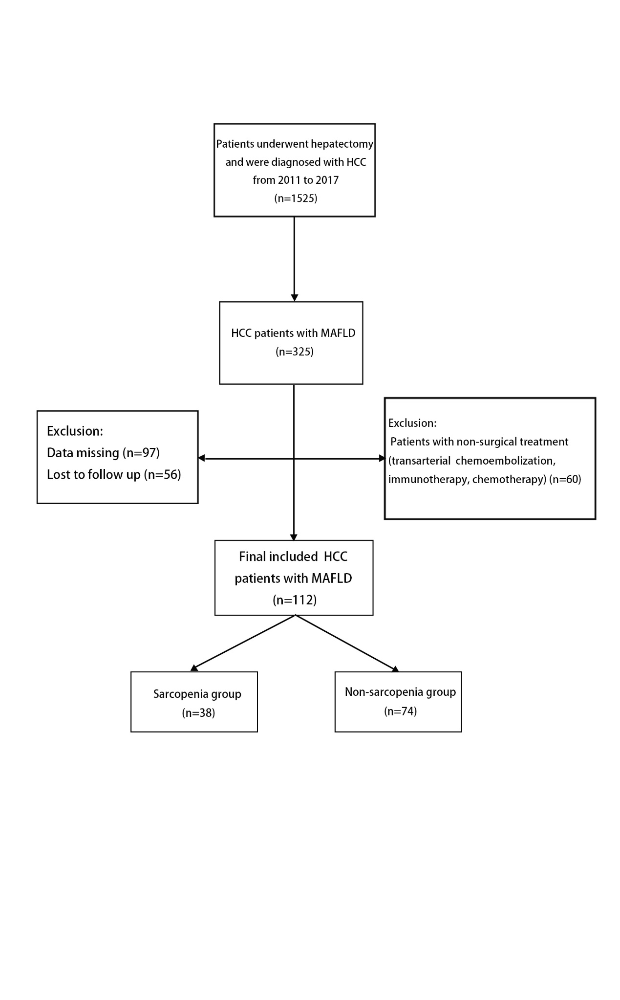 Patients underwent hepatectomy
and were diagnosed with HCC
from 2011 to 2017
(n=1525)
HCC patients with MAFLD
(n=325)
Exclusion:
Data missing (n=97)
Lost to follow up (n=56)
Exclusion:
Patients with non-surgical treatment
(transarterial chemoembolization,
immunotherapy, chemotherapy) (n=60)
Final included HCC
patients with MAFLD
(n=112)
Sarcopenia group
(n=38)
Non-sarcopenia group
(n=74)